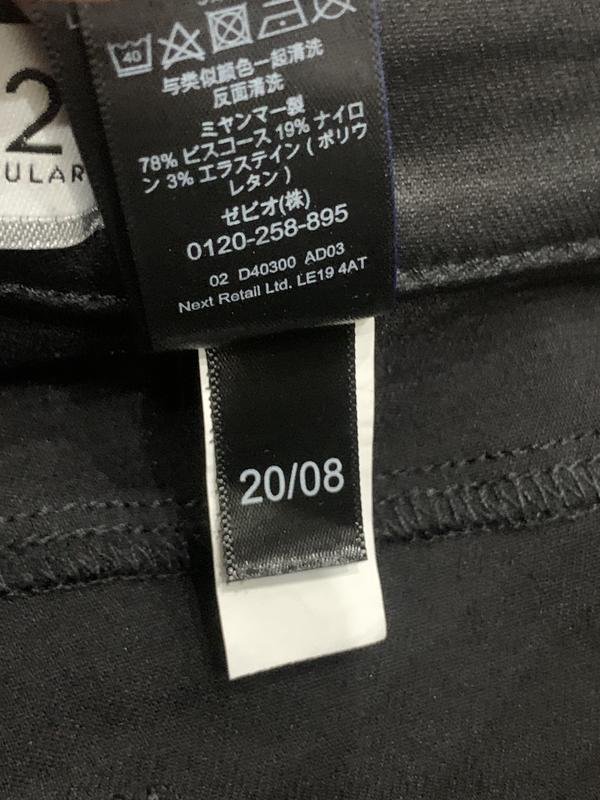 40
与类似颜色一起清洗
反面清洗
ミャンマー製
78% ビスコース 19% ナイロ
ン 3% エラステイン ( ポリウ
レタン )
ゼビオ(株)
0120-258-895
02 D40300 AD03
Next Retail Ltd. LE19 4AT
2
ULAR
20/08